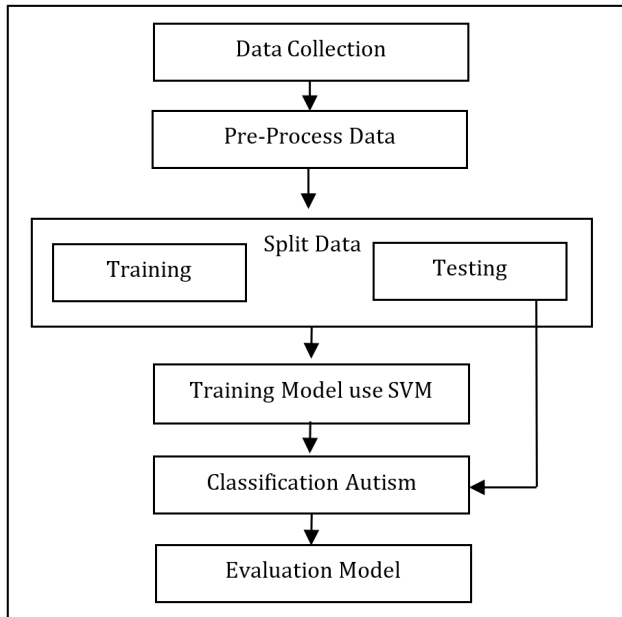 Data Collection
Pre-Process Data
Split Data
Training
Testing
Training Model use SVM
Classification Autism
Evaluation Model